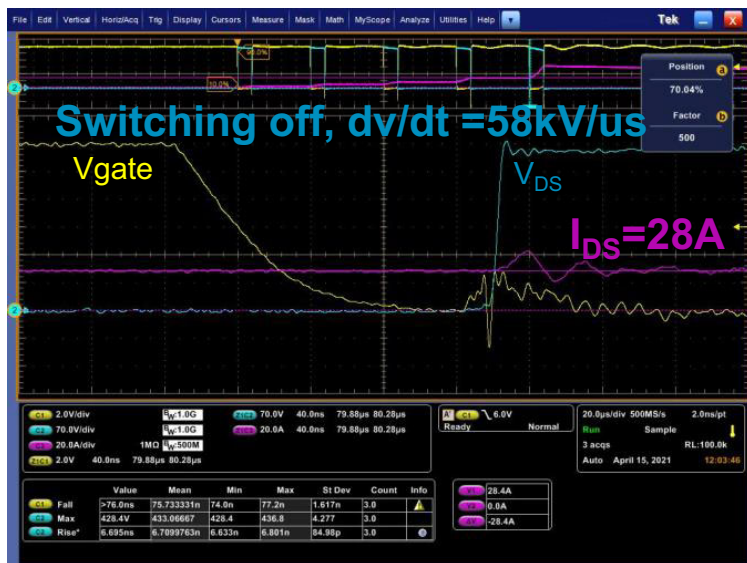 File Edit Vertical Horiz/Acq Trig Display Cursors Measure Mask Math MyScope Analyze Utilities Help Tek
90.0%
10.0%
Position a
70.04%
Factor b
500
2
Switching off, dv/dt =58kV/us
Vgate
VDS
IDS=28A
2
C1 2.0V/div BW:1.0G
C2 70.0V/div BW:1.0G
C3 20.0A/div 1MΩ BW:500M
Z1C1 2.0V 40.0ns 79.88µs 80.28µs
Z1C2 70.0V 40.0ns 79.88µs 80.28µs
Z1C3 20.0A 40.0ns 79.88µs 80.28µs
A' C1 6.0V
Ready Normal
20.0µs/div 500MS/s 2.0ns/pt
Run Sample
3 acqs RL:100.0k
Auto April 15, 2021 12:03:46
Value Mean Min Max St Dev Count Info
C1 Fall >76.0ns 75.733331n 74.0n 77.2n 1.617n 3.0
C2 Max 428.4V 433.06667 428.4 436.8 4.277 3.0
C2 Rise* 6.695ns 6.7099763n 6.633n 6.801n 84.98p 3.0
V1 28.4A
V2 0.0A
ΔV -28.4A